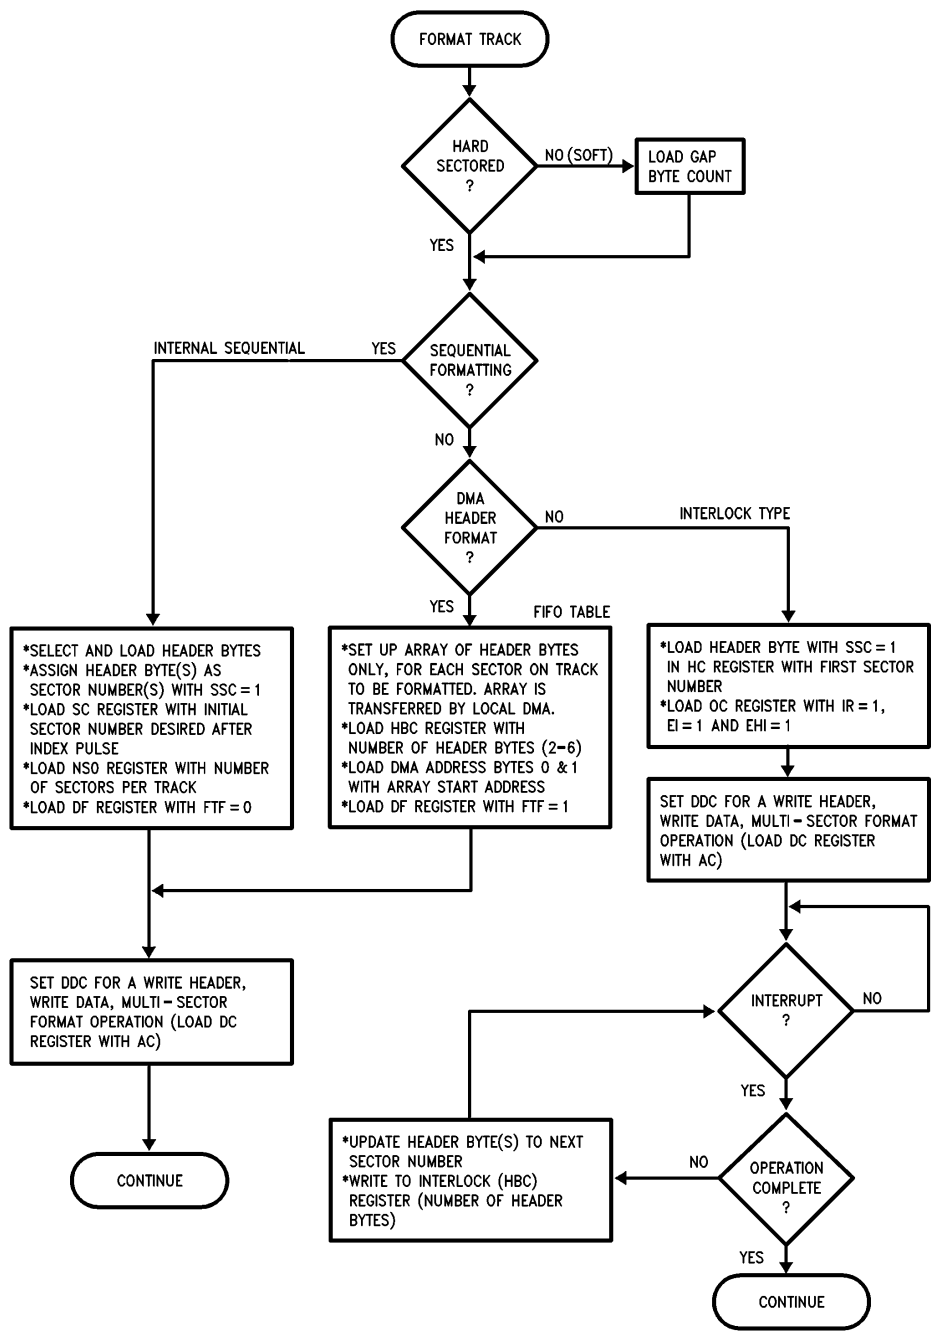 FORMAT TRACK
HARD
SECTORED
?
NO (SOFT)
LOAD GAP
BYTE COUNT
YES
INTERNAL SEQUENTIAL
YES
SEQUENTIAL
FORMATTING
?
NO
DMA
HEADER
FORMAT
?
NO
INTERLOCK TYPE
YES
FIFO TABLE
*SELECT AND LOAD HEADER BYTES
*ASSIGN HEADER BYTE(S) AS
SECTOR NUMBER(S) WITH SSC = 1
*LOAD SC REGISTER WITH INITIAL
SECTOR NUMBER DESIRED AFTER
INDEX PULSE
*LOAD NSO REGISTER WITH NUMBER
OF SECTORS PER TRACK
*LOAD DF REGISTER WITH FTF = 0
*SET UP ARRAY OF HEADER BYTES
ONLY, FOR EACH SECTOR ON TRACK
TO BE FORMATTED. ARRAY IS
TRANSFERRED BY LOCAL DMA.
*LOAD HBC REGISTER WITH
NUMBER OF HEADER BYTES (2-6)
*LOAD DMA ADDRESS BYTES 0 & 1
WITH ARRAY START ADDRESS
*LOAD DF REGISTER WITH FTF = 1
*LOAD HEADER BYTE WITH SSC = 1
IN HC REGISTER WITH FIRST SECTOR
NUMBER
*LOAD OC REGISTER WITH IR = 1,
EI = 1 AND EHI = 1
SET DDC FOR A WRITE HEADER,
WRITE DATA, MULTI-SECTOR FORMAT
OPERATION (LOAD DC REGISTER
WITH AC)
SET DDC FOR A WRITE HEADER,
WRITE DATA, MULTI-SECTOR
FORMAT OPERATION (LOAD DC
REGISTER WITH AC)
INTERRUPT
?
NO
YES
*UPDATE HEADER BYTE(S) TO NEXT
SECTOR NUMBER
*WRITE TO INTERLOCK (HBC)
REGISTER (NUMBER OF HEADER
BYTES)
NO
OPERATION
COMPLETE
?
CONTINUE
YES
CONTINUE